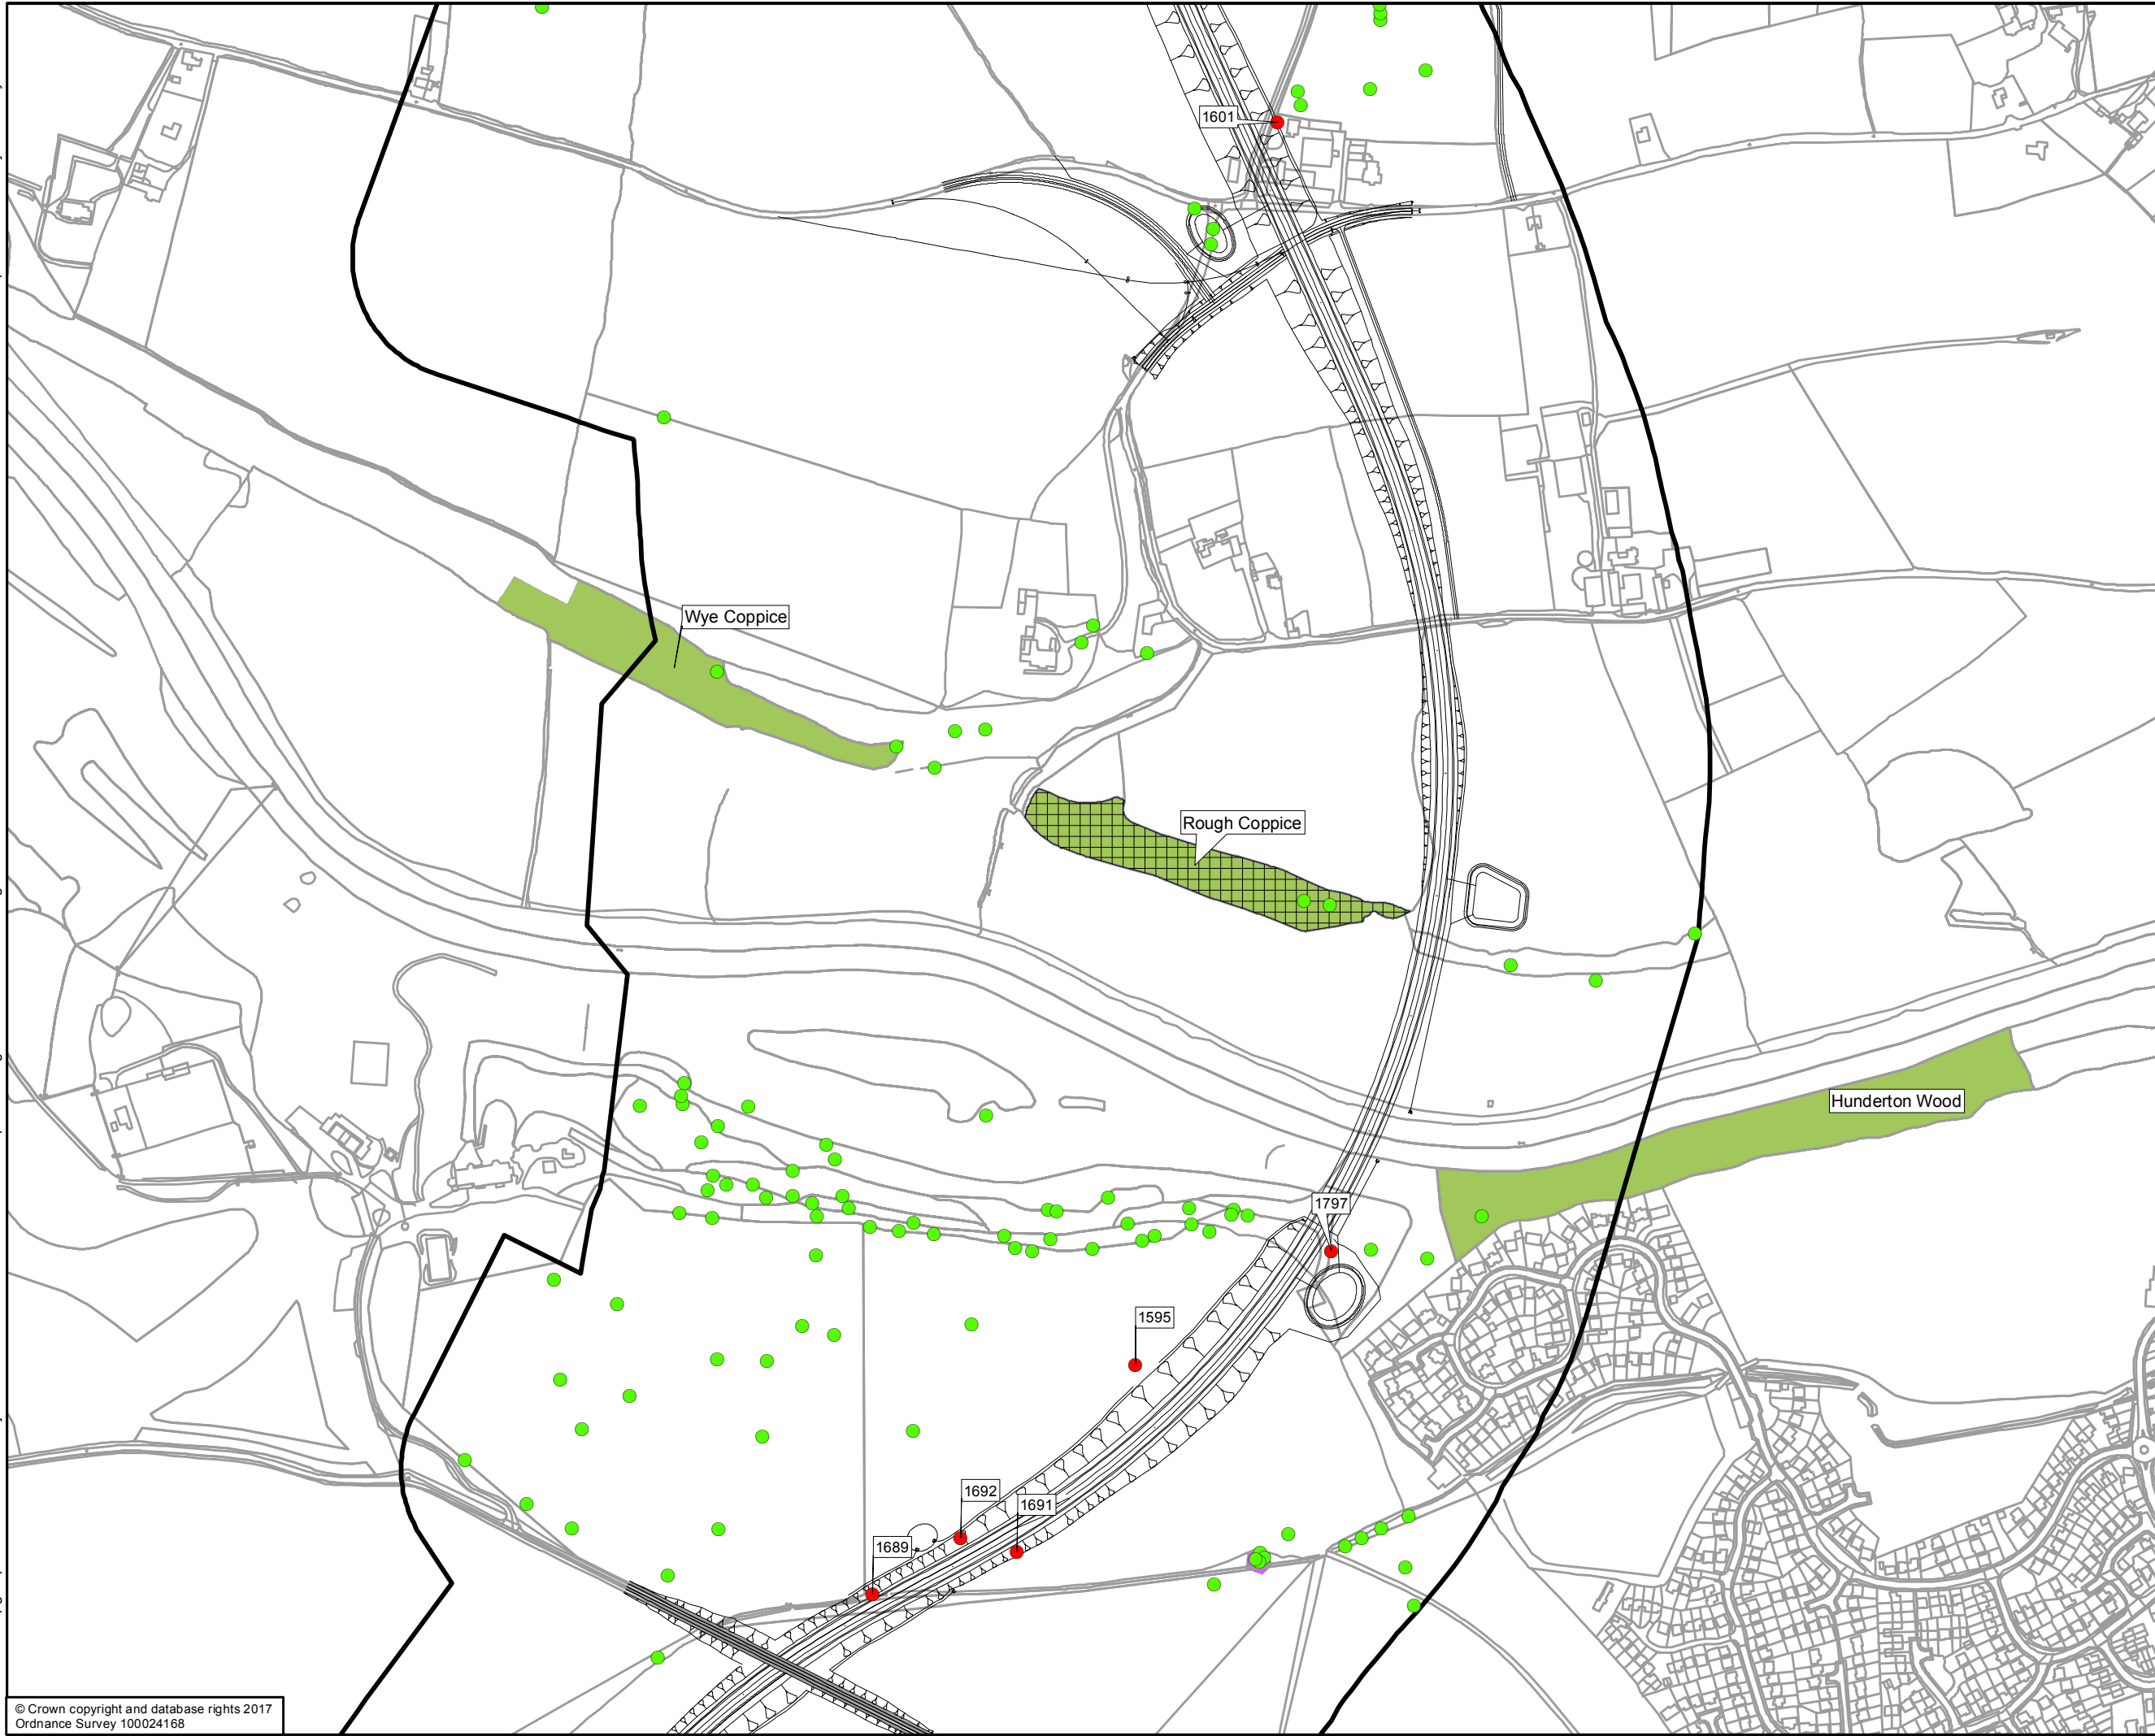 1601
Wye Coppice
Rough Coppice
Hunderton Wood
1797
1595
1692
1691
1689
© Crown copyright and database rights 2017
Ordnance Survey 100024168